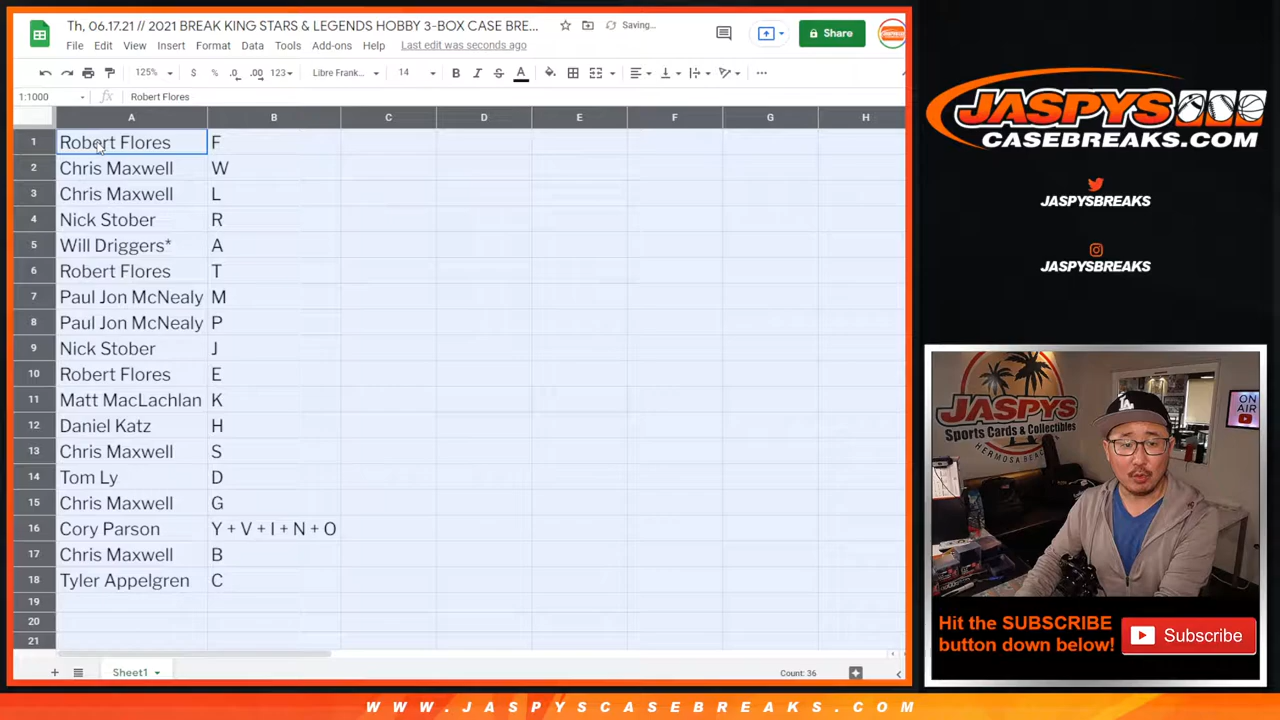 Th, 06.17.21 // 2021 BREAK KING STARS & LEGENDS HOBBY 3-BOX CASE BRE...
Saving...
File Edit View Insert Format Data Tools Add-ons Help Last edit was seconds ago
Share
125% $ % .0 .00 123 Libre Frank... 14 B I S A
1:1000 fx Robert Flores
A B C D E F G H
1 Robert Flores F
2 Chris Maxwell W
3 Chris Maxwell L
4 Nick Stober R
5 Will Driggers* A
6 Robert Flores T
7 Paul Jon McNealy M
8 Paul Jon McNealy P
9 Nick Stober J
10 Robert Flores E
11 Matt MacLachlan K
12 Daniel Katz H
13 Chris Maxwell S
14 Tom Ly D
15 Chris Maxwell G
16 Cory Parson Y + V + I + N + O
17 Chris Maxwell B
18 Tyler Appelgren C
19
20
21
Sheet1
Count: 36
JASPYS
CASEBREAKS.COM
JASPYSBREAKS
JASPYSBREAKS
JASPYS
Sports Cards & Collectibles
HERMOSA BEACH
LA
ON
AIR
Hit the SUBSCRIBE
button down below!
Subscribe
WWW.JASPYSCASEBREAKS.COM